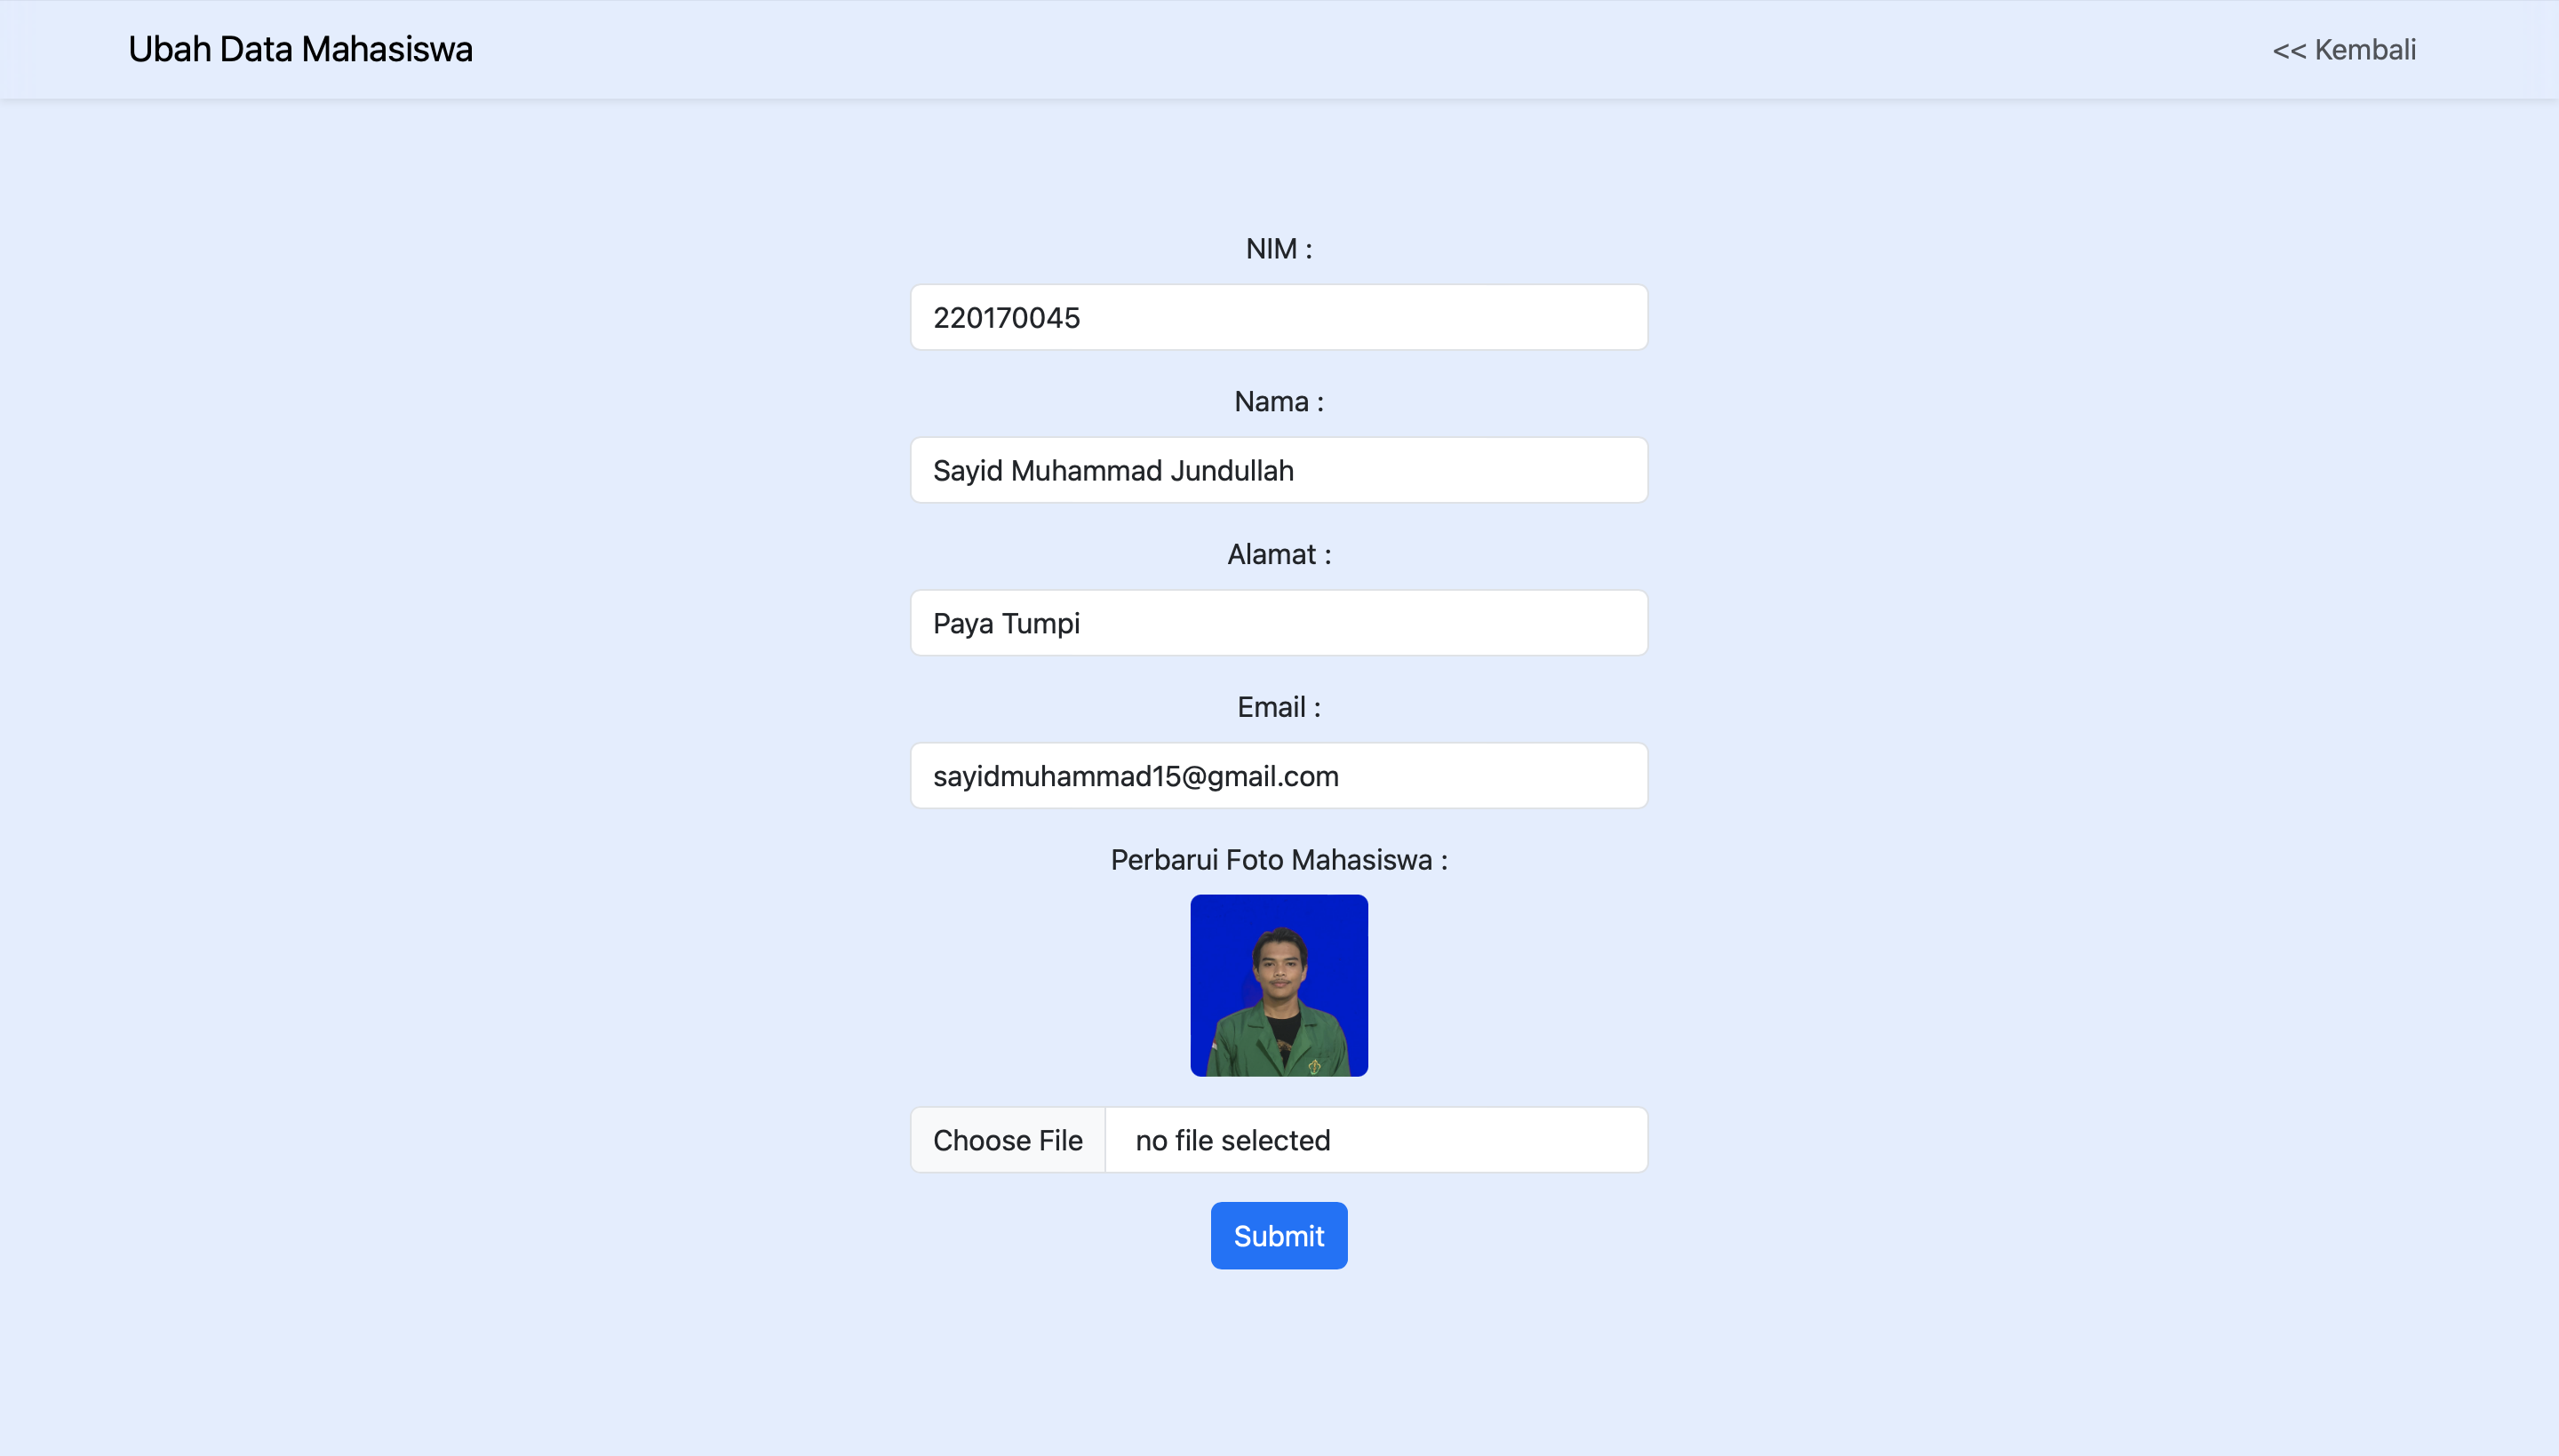 Ubah Data Mahasiswa
<< Kembali
NIM :
220170045
Nama :
Sayid Muhammad Jundullah
Alamat :
Paya Tumpi
Email :
sayidmuhammad15@gmail.com
Perbarui Foto Mahasiswa :
Choose File no file selected
Submit